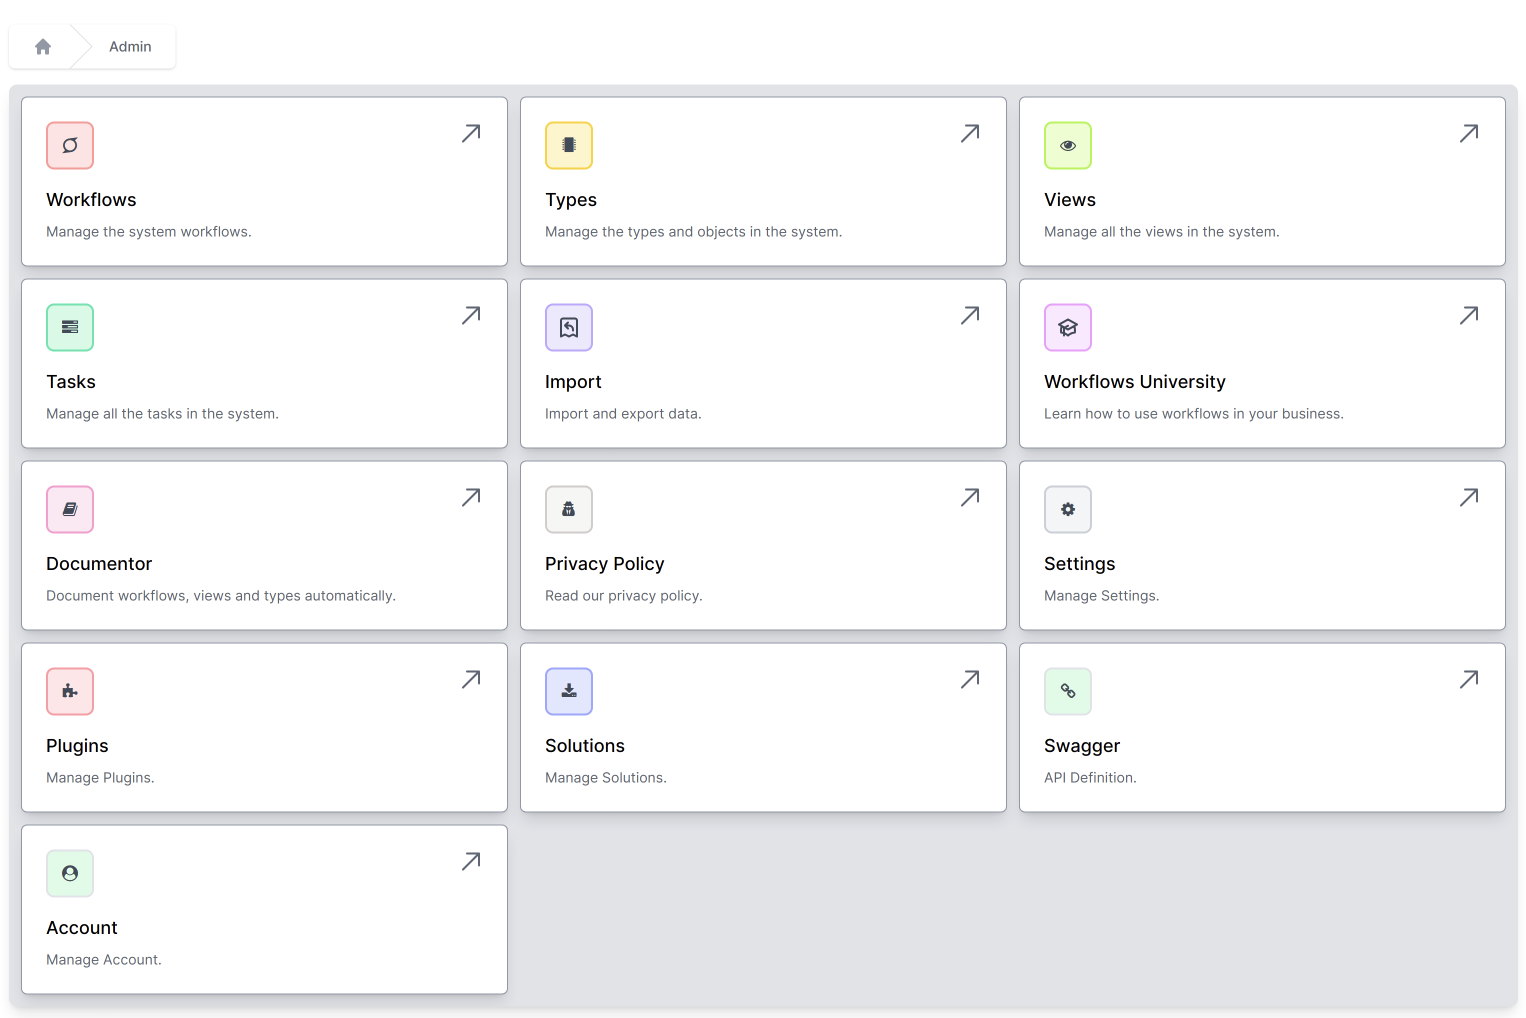 Admin
Workflows
Manage the system workflows.
Types
Manage the types and objects in the system.
Views
Manage all the views in the system.
Tasks
Manage all the tasks in the system.
Import
Import and export data.
Workflows University
Learn how to use workflows in your business.
Documentor
Document workflows, views and types automatically.
Privacy Policy
Read our privacy policy.
Settings
Manage Settings.
Plugins
Manage Plugins.
Solutions
Manage Solutions.
Swagger
API Definition.
Account
Manage Account.